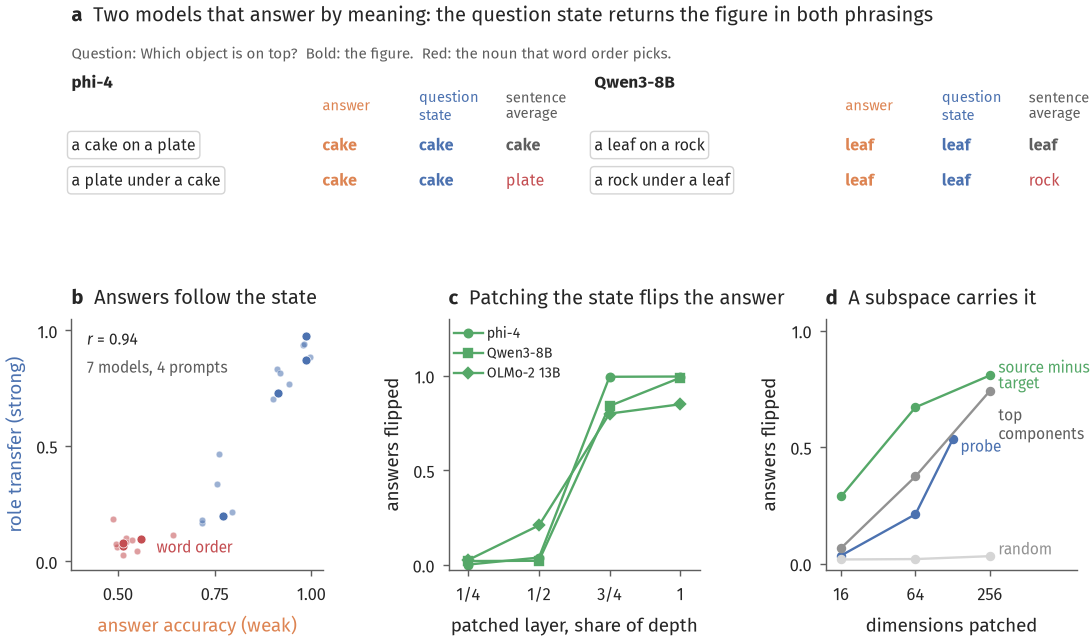 a Two models that answer by meaning: the question state returns the figure in both phrasings
Question: Which object is on top? Bold: the figure. Red: the noun that word order picks.
phi-4
answer
question
state
sentence
average
a cake on a plate
cake
cake
cake
a plate under a cake
cake
cake
plate
Qwen3-8B
answer
question
state
sentence
average
a leaf on a rock
leaf
leaf
leaf
a rock under a leaf
leaf
leaf
rock
b Answers follow the state
r = 0.94
7 models, 4 prompts
word order
1.0
0.5
0.0
role transfer (strong)
0.50
0.75
1.00
answer accuracy (weak)
c Patching the state flips the answer
phi-4
Qwen3-8B
OLMo-2 13B
1.0
0.5
0.0
answers flipped
1/4
1/2
3/4
1
patched layer, share of depth
d A subspace carries it
source minus
target
top
components
probe
random
1.0
0.5
0.0
answers flipped
16
64
256
dimensions patched